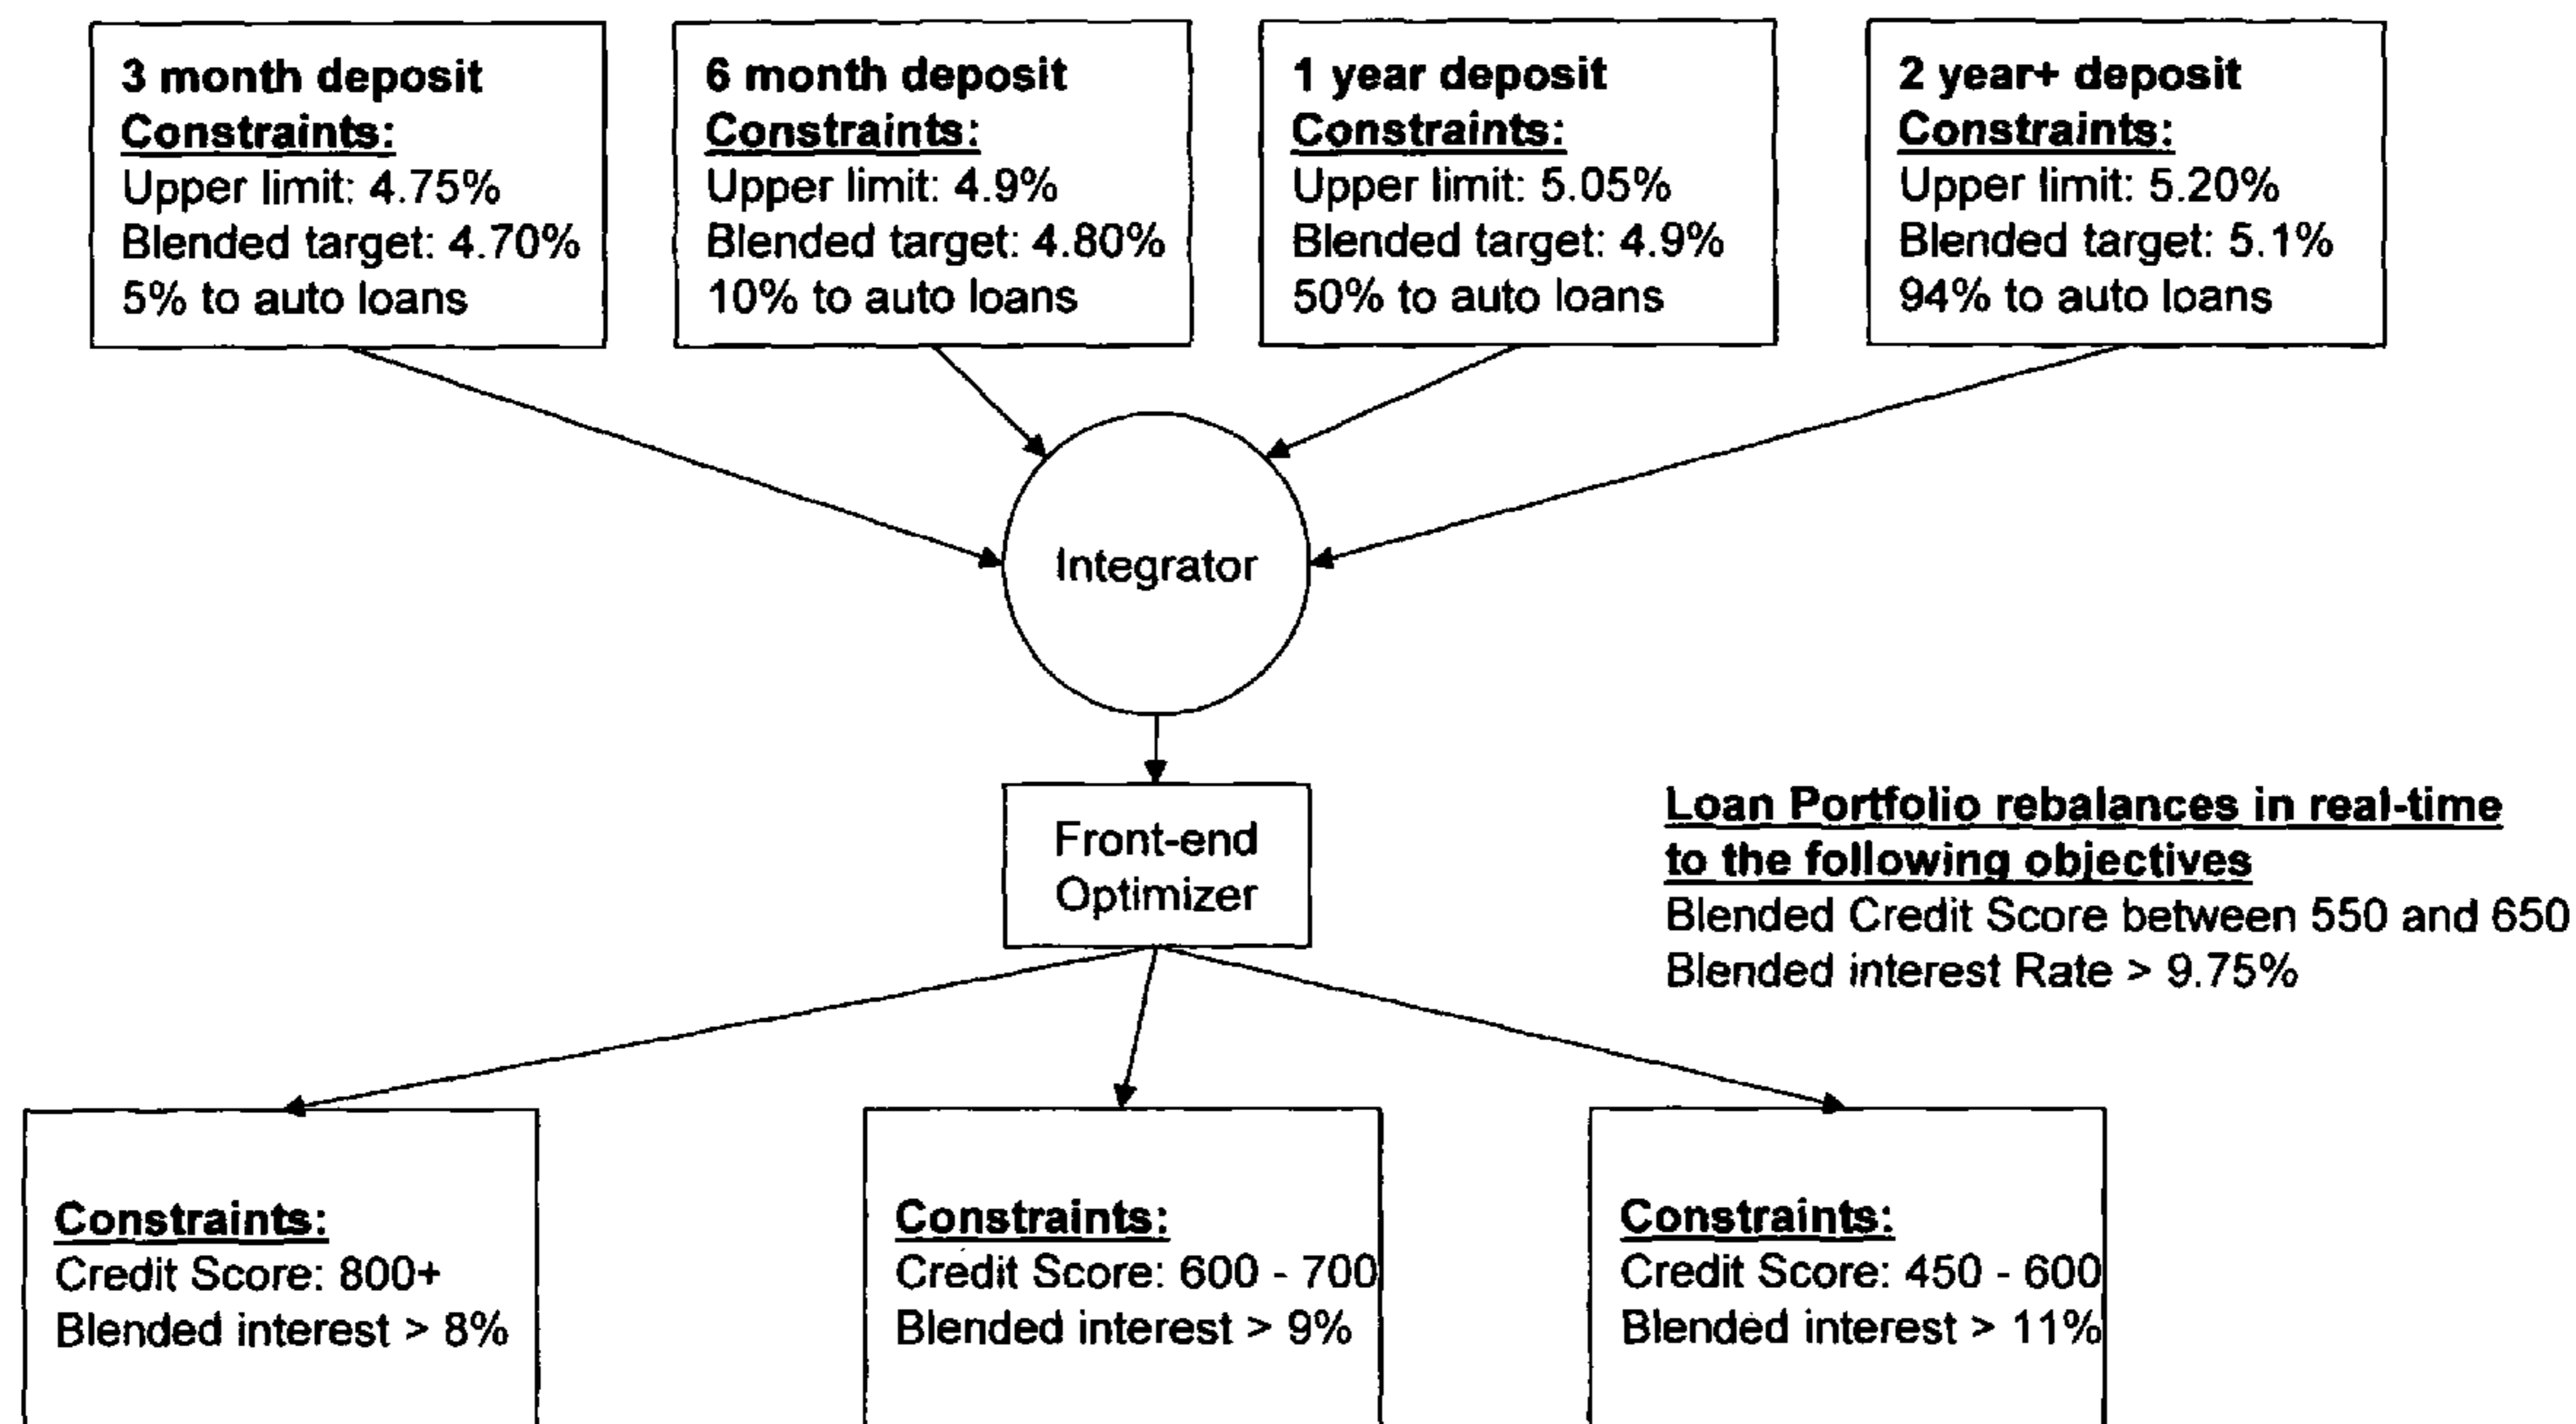 3 month deposit
Constraints:
Upper limit: 4.75%
Blended target: 4.70%
5% to auto loans
6 month deposit
Constraints:
Upper limit: 4.9%
Blended target: 4.80%
10% to auto loans
1 year deposit
Constraints:
Upper limit: 5.05%
Blended target: 4.9%
50% to auto loans
2 year+ deposit
Constraints:
Upper limit: 5.20%
Blended target: 5.1%
94% to auto loans
Integrator
Front-end
Optimizer
Loan Portfolio rebalances in real-time
to the following objectives
Blended Credit Score between 550 and 650
Blended interest Rate > 9.75%
Constraints:
Credit Score: 800+
Blended interest > 8%
Constraints:
Credit Score: 600 - 700
Blended interest > 9%
Constraints:
Credit Score: 450 - 600
Blended interest > 11%